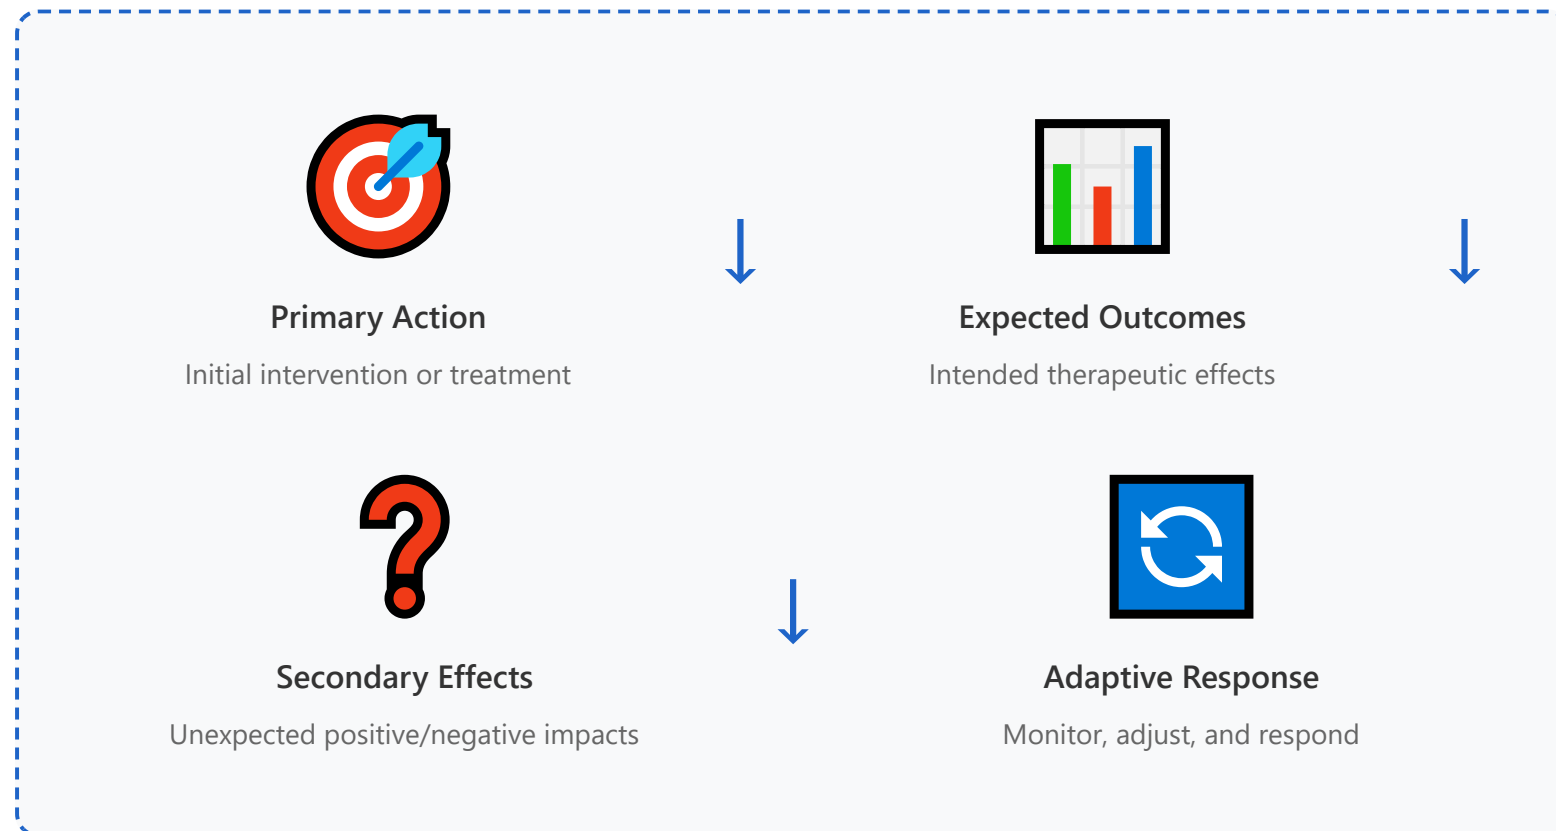 Primary Action
Initial intervention or treatment
Expected Outcomes
Intended therapeutic effects
Secondary Effects
Unexpected positive/negative impacts
Adaptive Response
Monitor, adjust, and respond